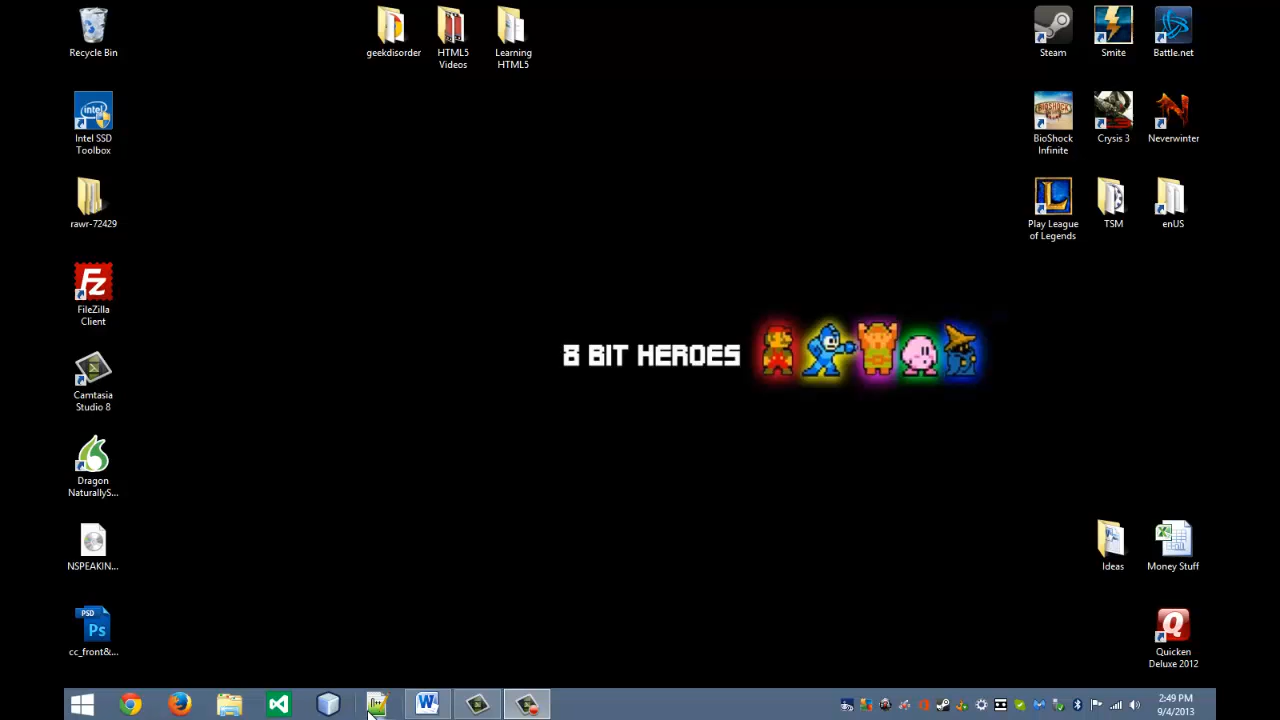 Recycle Bin
geekdisorder
HTML5
Videos
Learning
HTML5
Steam
Smite
Battle.net
Intel SSD
Toolbox
BioShock
Infinite
Crysis 3
Neverwinter
rawr-72429
Play League
of Legends
TSM
enUS
FileZilla
Client
8 BIT HEROES
Camtasia
Studio 8
Dragon
NaturallyS...
NSPEAKIN...
Ideas
Money Stuff
PSD
Ps
cc_front&...
Quicken
Deluxe 2012
2:49 PM
9/4/2013